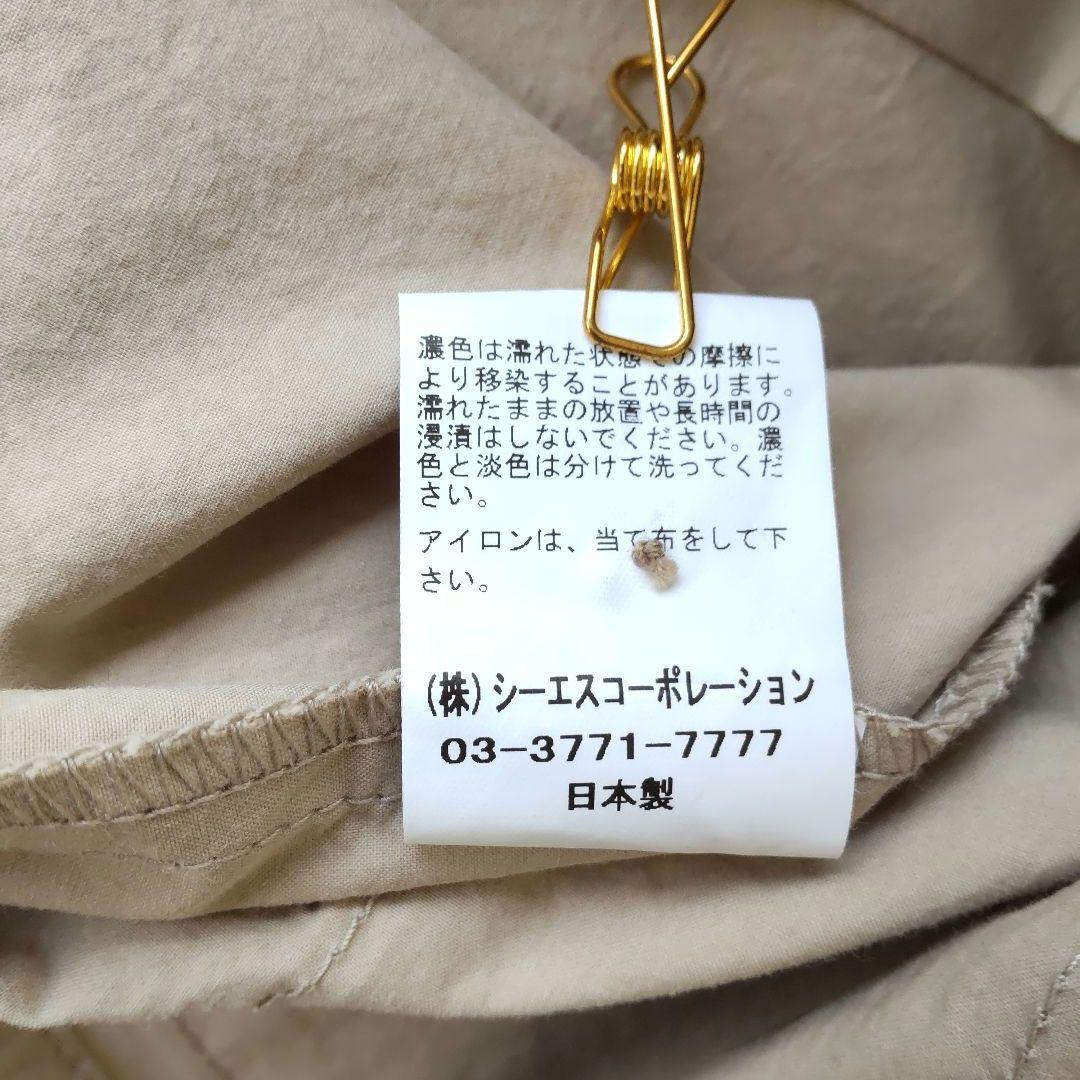 濃色は濡れた状態での摩擦に
より移染することがあります。
濡れたままの放置や長時間の
浸漬はしないでください。濃
色と淡色は分けて洗ってくだ
さい。
アイロンは、当て布をして下
さい。
(株)シーエスコーポレーション
03-3771-7777
日本製